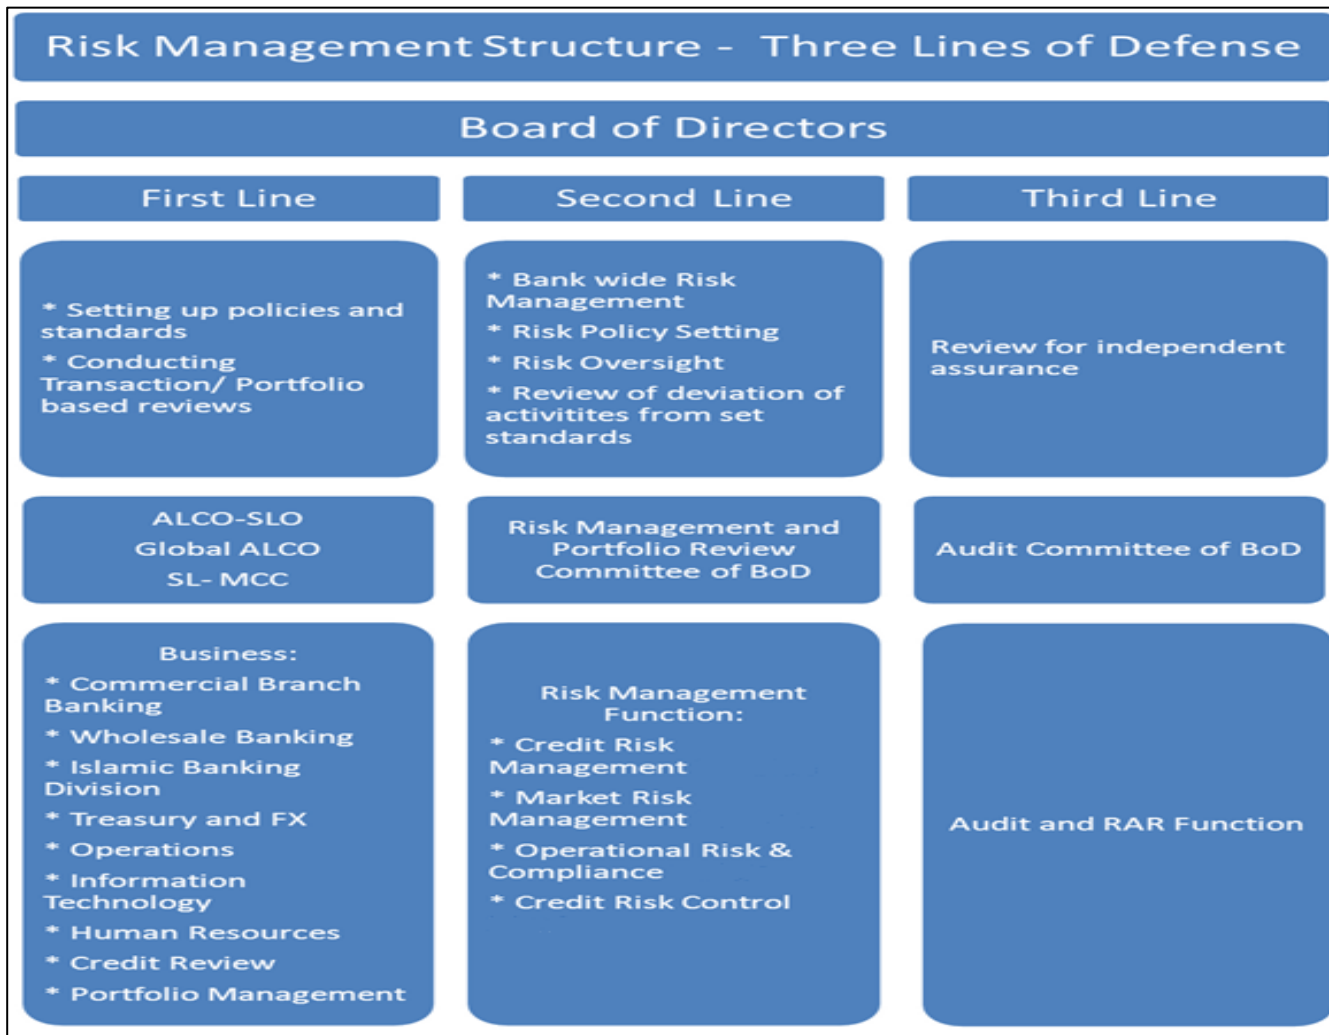 Risk Management Structure -  Three Lines of Defense
Board of Directors
First Line
Second Line
Third Line
* Setting up policies and
standards
* Conducting
Transaction/ Portfolio
based reviews
* Bank wide Risk
Management
* Risk Policy Setting
* Risk Oversight
* Review of deviation of
activitites from set
standards
Review for independent
assurance
ALCO-SLO
Global ALCO
SL- MCC
Risk Management and
Portfolio Review
Committee of BoD
Audit Committee of BoD
Business:
* Commercial Branch
Banking
* Wholesale Banking
* Islamic Banking
Division
* Treasury and FX
* Operations
* Information
Technology
* Human Resources
* Credit Review
* Portfolio Management
Risk Management
Function:
* Credit Risk
Management
* Market Risk
Management
* Operational Risk &
Compliance
* Credit Risk Control
Audit and RAR Function